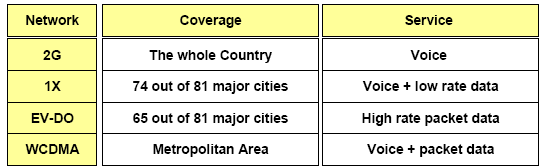 Network Coverage Service
2G The whole Country Voice
1X 74 out of 81 major cities Voice + low rate data
EV-DO 65 out of 81 major cities High rate packet data
WCDMA Metropolitan Area Voice + packet data